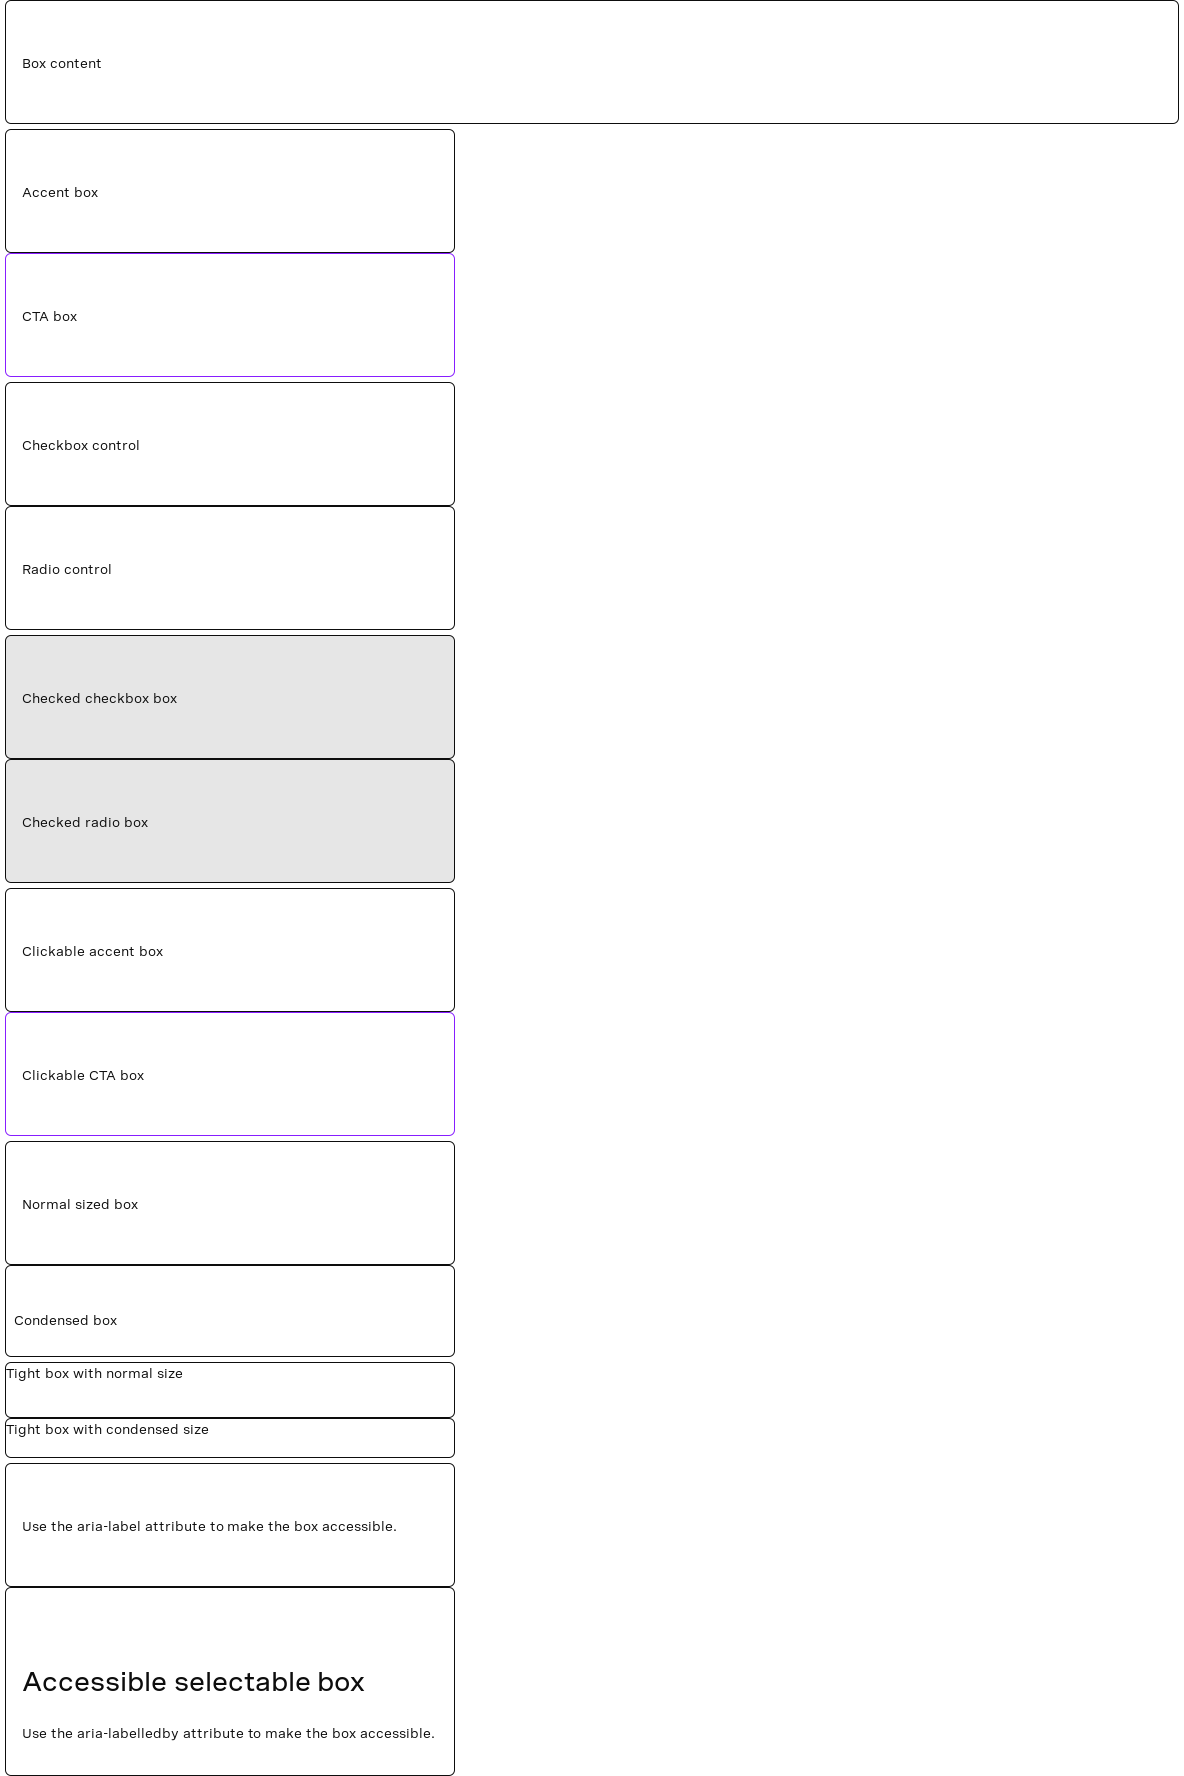 Box content
Accent box
CTA box
Checkbox control
Radio control
Checked checkbox box
Checked radio box
Clickable accent box
Clickable CTA box
Normal sized box
Condensed box
Tight box with normal size
Tight box with condensed size
Use the aria-label attribute to make the box accessible.
Accessible selectable box
Use the aria-labelledby attribute to make the box accessible.